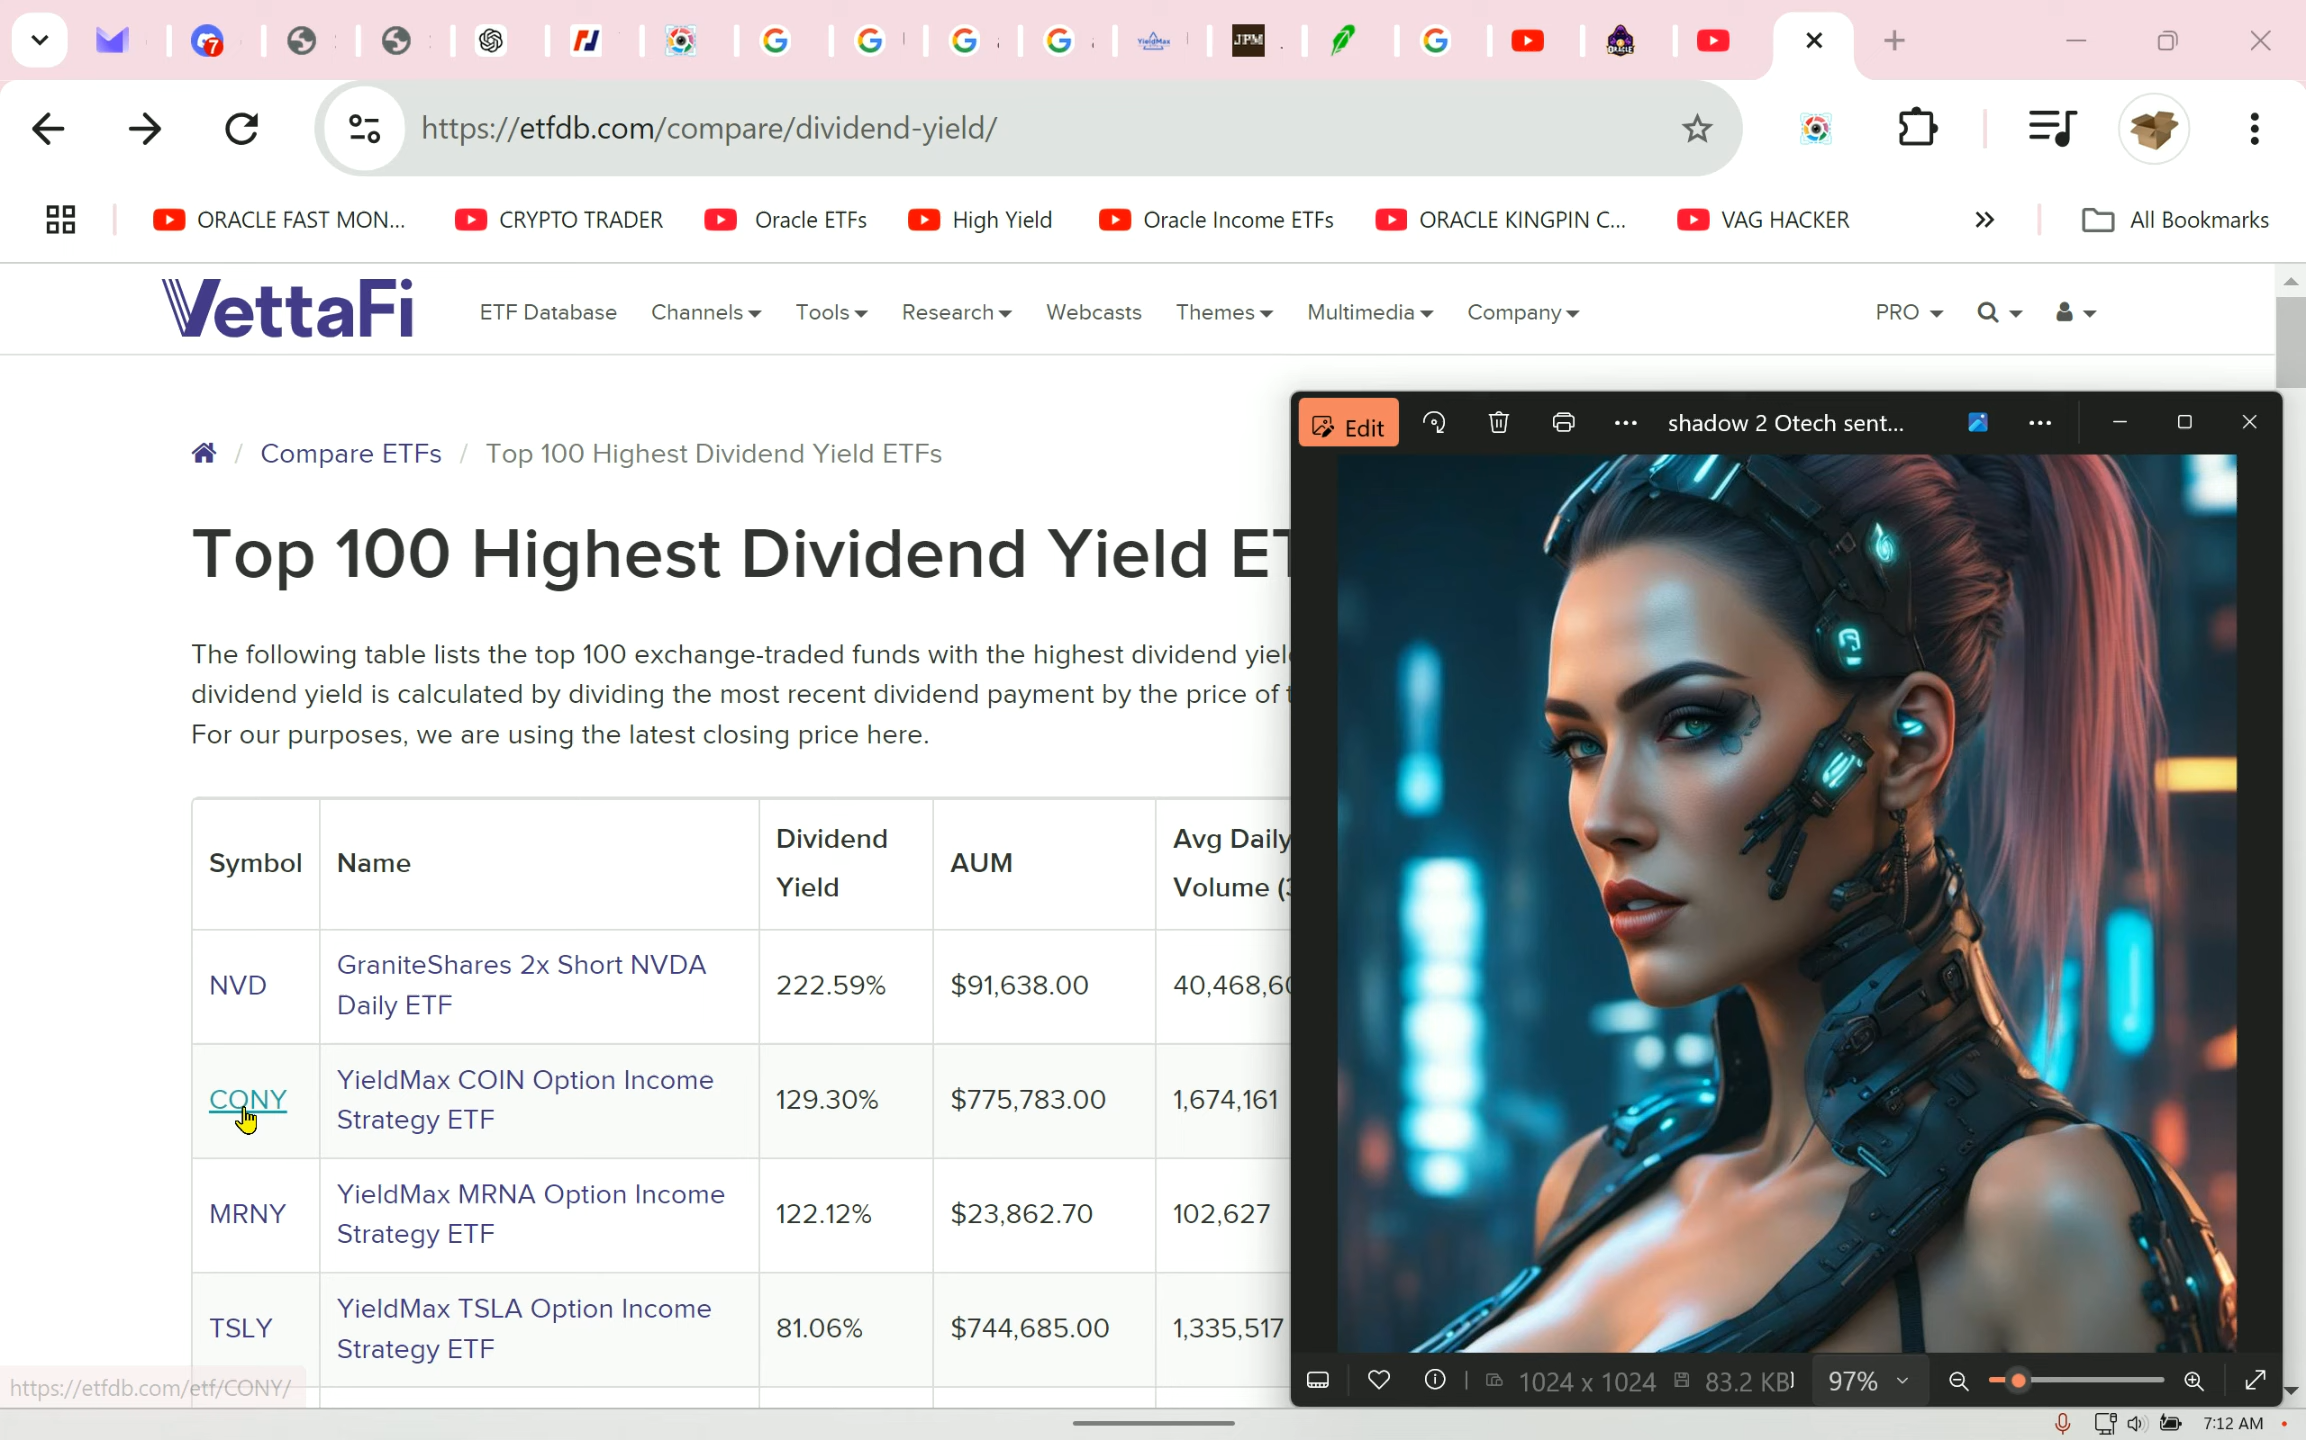 7
JPM
YieldMax
ORACLE
https://etfdb.com/compare/dividend-yield/
ORACLE FAST MON...
CRYPTO TRADER
Oracle ETFs
High Yield
Oracle Income ETFs
ORACLE KINGPIN C...
VAG HACKER
All Bookmarks
VettaFi
ETF Database
Channels
Tools
Research
Webcasts
Themes
Multimedia
Company
PRO
/ Compare ETFs / Top 100 Highest Dividend Yield ETFs
Edit
shadow 2 Otech sent...
Top 100 Highest Dividend Yield ET
The following table lists the top 100 exchange-traded funds with the highest dividend yiel
dividend yield is calculated by dividing the most recent dividend payment by the price of t
For our purposes, we are using the latest closing price here.
Symbol
Name
Dividend
Yield
AUM
Avg Daily
Volume (3
NVD
GraniteShares 2x Short NVDA
Daily ETF
222.59%
$91,638.00
40,468,60
CONY
YieldMax COIN Option Income
Strategy ETF
129.30%
$775,783.00
1,674,161
MRNY
YieldMax MRNA Option Income
Strategy ETF
122.12%
$23,862.70
102,627
TSLY
YieldMax TSLA Option Income
Strategy ETF
81.06%
$744,685.00
1,335,517
https://etfdb.com/etf/CONY/
1024 x 1024
83.2 KB
97%
7:12 AM